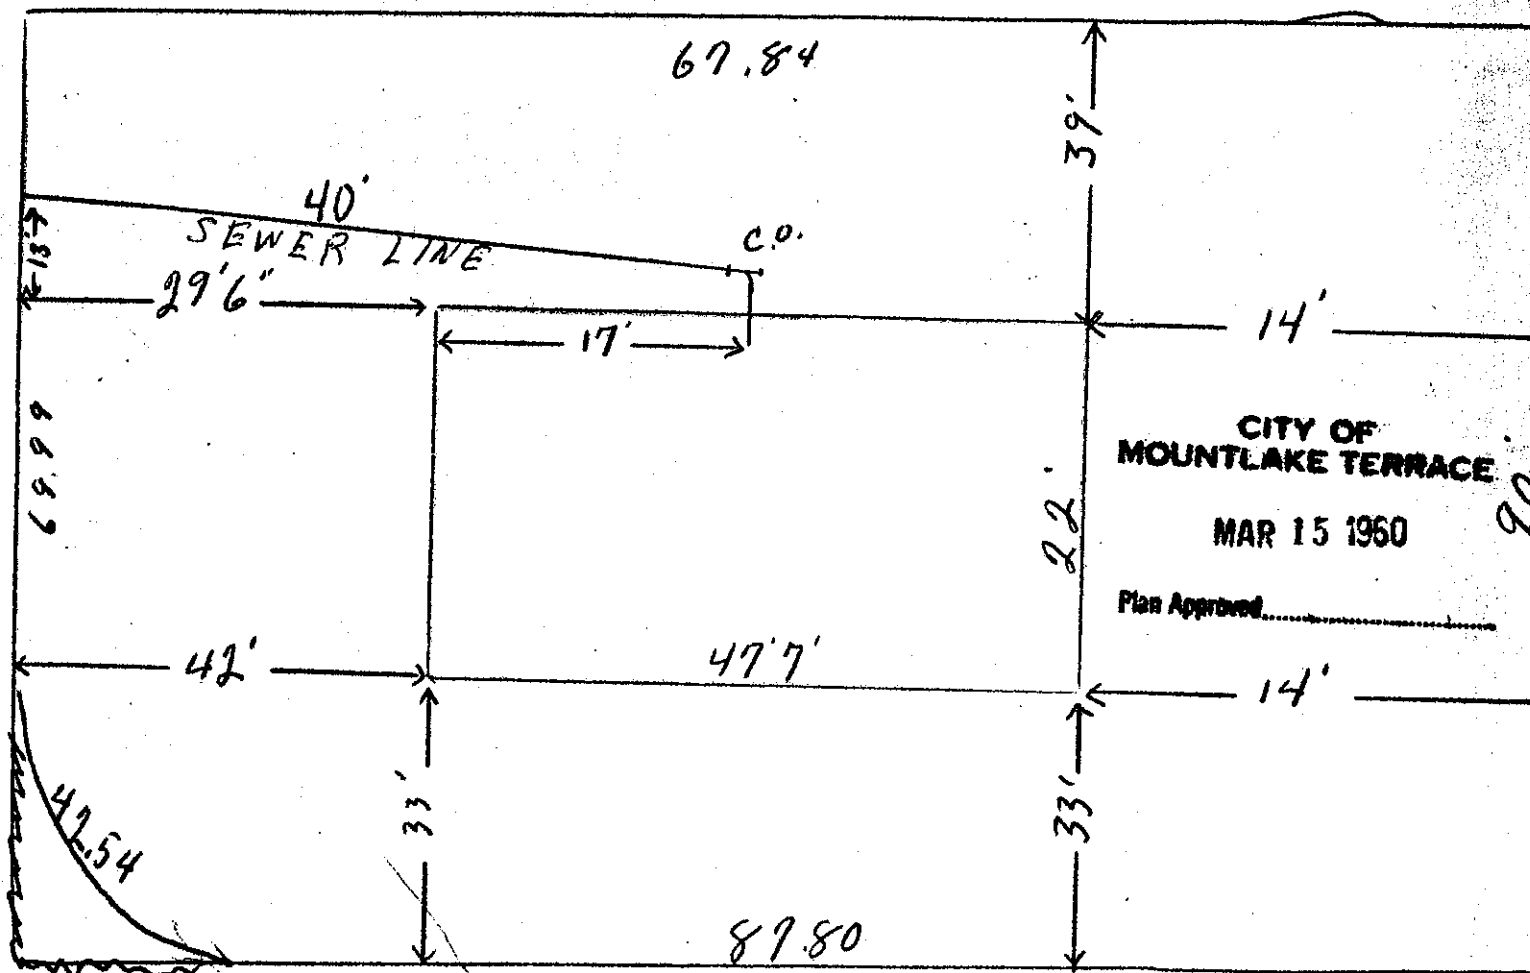 67.84
39'
40'
SEWER LINE
C.O.
13'
29'6"
17'
14'
69.99
CITY OF
MOUNTLAKE TERRACE
MAR 15 1960
Plan Approved
22'
42'
47'7'
14'
33'
33'
47.54
87.80